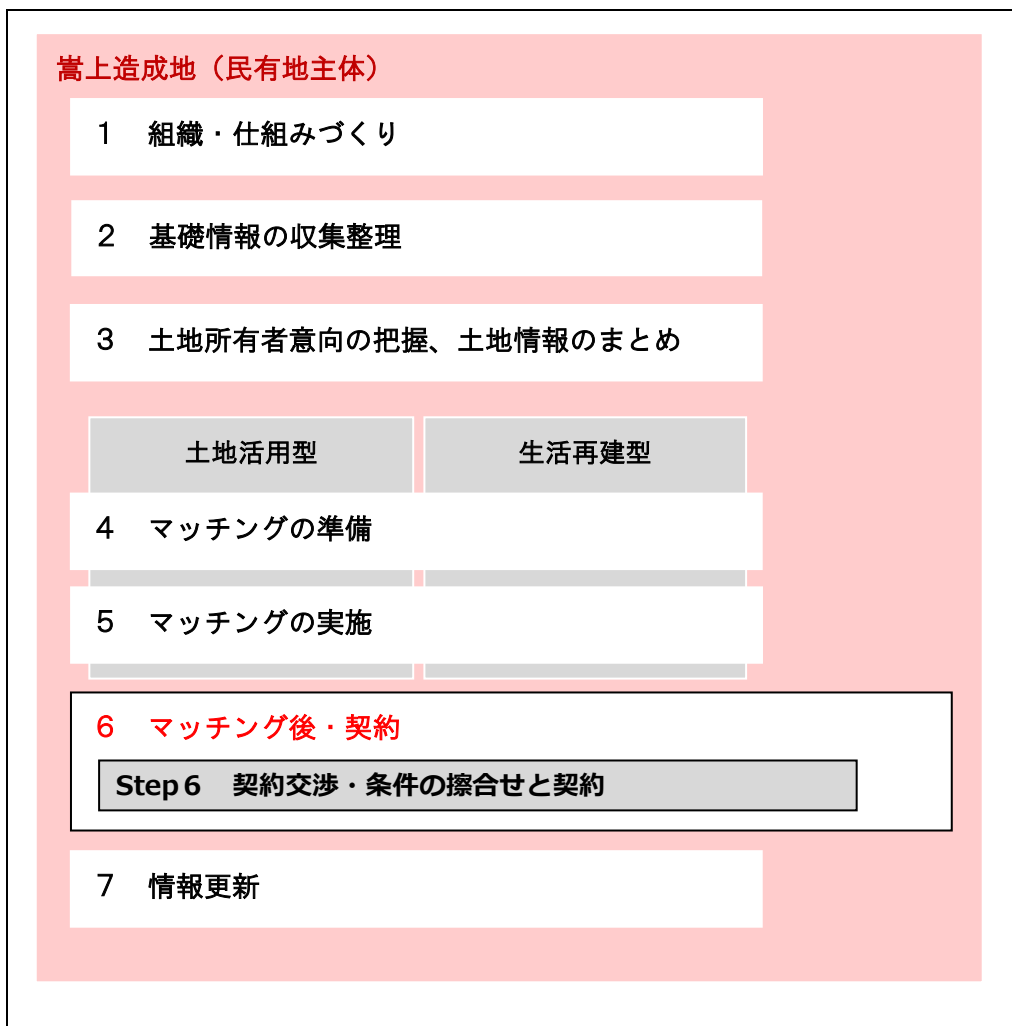 嵩上造成地（民有地主体）
１　組織・仕組みづくり
２　基礎情報の収集整理
３　土地所有者意向の把握、土地情報のまとめ
土地活用型　生活再建型
４　マッチングの準備
５　マッチングの実施
６　マッチング後・契約
Step６　契約交渉・条件の擦合せと契約
７　情報更新